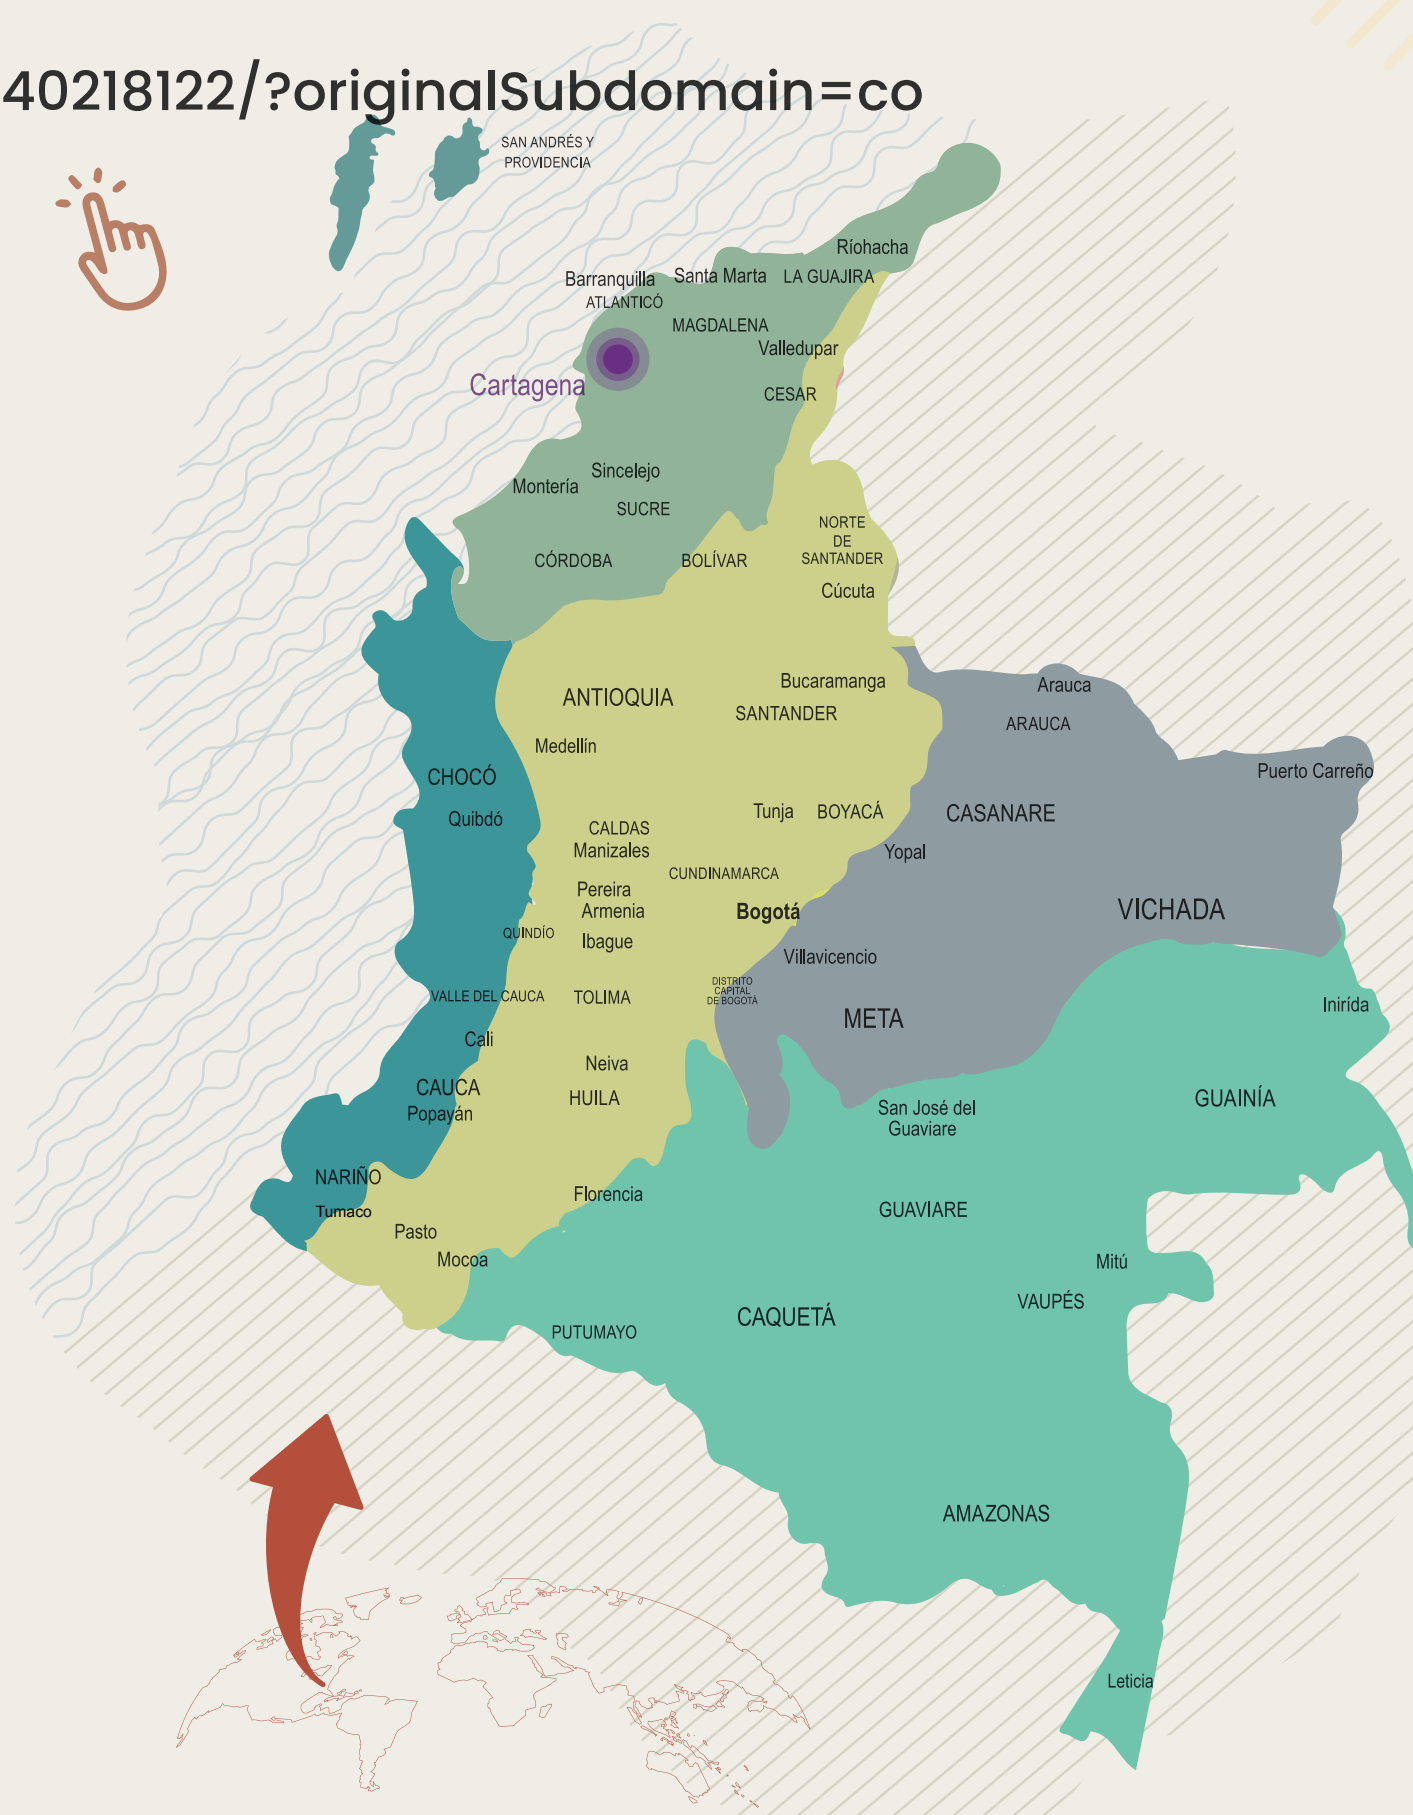 40218122/?originalSubdomain=co
SAN ANDRÉS Y
PROVIDENCIA
Ríohacha
Barranquilla
Santa Marta
LA GUAJIRA
ATLANTICÓ
MAGDALENA
Valledupar
Cartagena
CESAR
Sincelejo
Montería
SUCRE
NORTE
DE
SANTANDER
CÓRDOBA
BOLÍVAR
Cúcuta
Bucaramanga
Arauca
ANTIOQUIA
SANTANDER
ARAUCA
Medellín
Puerto Carreño
CHOCÓ
Quibdó
Tunja
BOYACÁ
CASANARE
CALDAS
Manizales
Yopal
CUNDINAMARCA
Pereira
Armenia
Bogotá
VICHADA
QUINDÍO
Ibague
Villavicencio
DISTRITO
CAPITAL
DE BOGOTÁ
VALLE DEL CAUCA
TOLIMA
Inirída
META
Cali
Neiva
CAUCA
Popayán
HUILA
San José del
Guaviare
GUAINÍA
NARIÑO
Florencia
Tumaco
GUAVIARE
Pasto
Mocoa
Mitú
VAUPÉS
CAQUETÁ
PUTUMAYO
AMAZONAS
Leticia